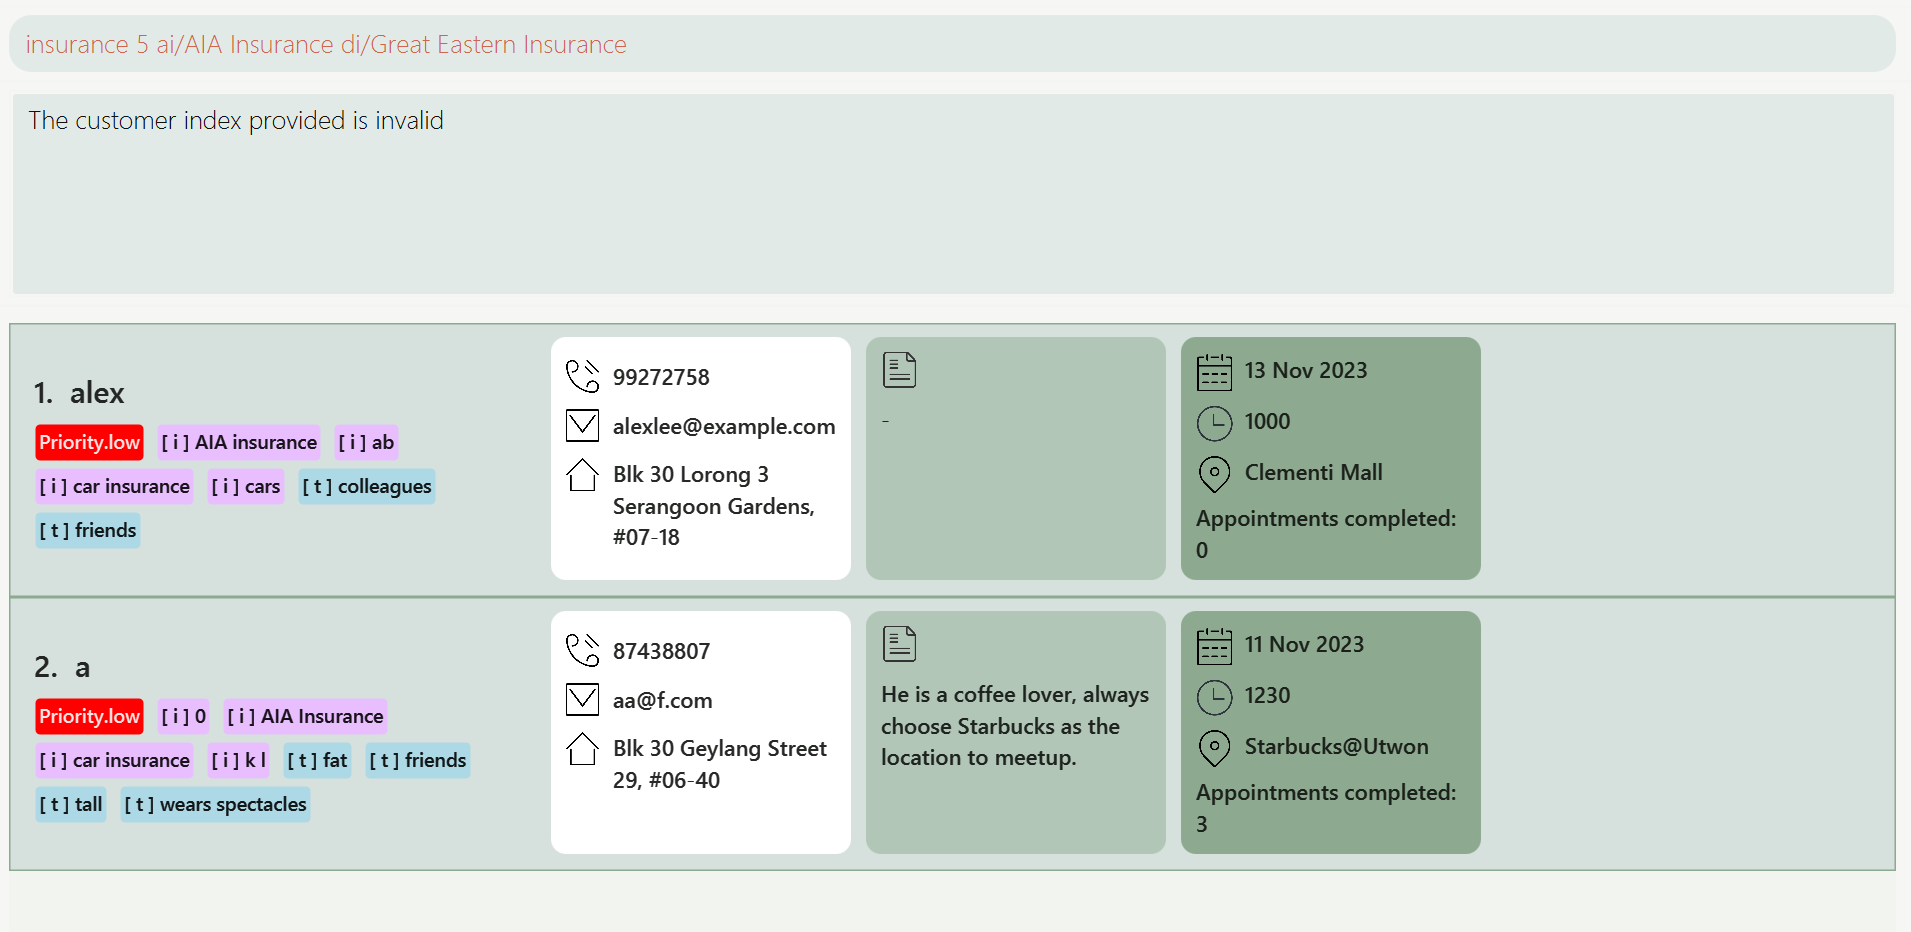 insurance 5 ai/AIA Insurance di/Great Eastern Insurance
The customer index provided is invalid
1. alex
Priority.low [ i ] AIA insurance [ i ] ab
[ i ] car insurance [ i ] cars [ t ] colleagues
[ t ] friends
99272758
alexlee@example.com
Blk 30 Lorong 3
Serangoon Gardens,
#07-18
-
13 Nov 2023
1000
Clementi Mall
Appointments completed:
0
2. a
Priority.low [ i ] 0 [ i ] AIA Insurance
[ i ] car insurance [ i ] k l [ t ] fat [ t ] friends
[ t ] tall [ t ] wears spectacles
87438807
aa@f.com
Blk 30 Geylang Street
29, #06-40
He is a coffee lover, always
choose Starbucks as the
location to meetup.
11 Nov 2023
1230
Starbucks@Utwon
Appointments completed:
3